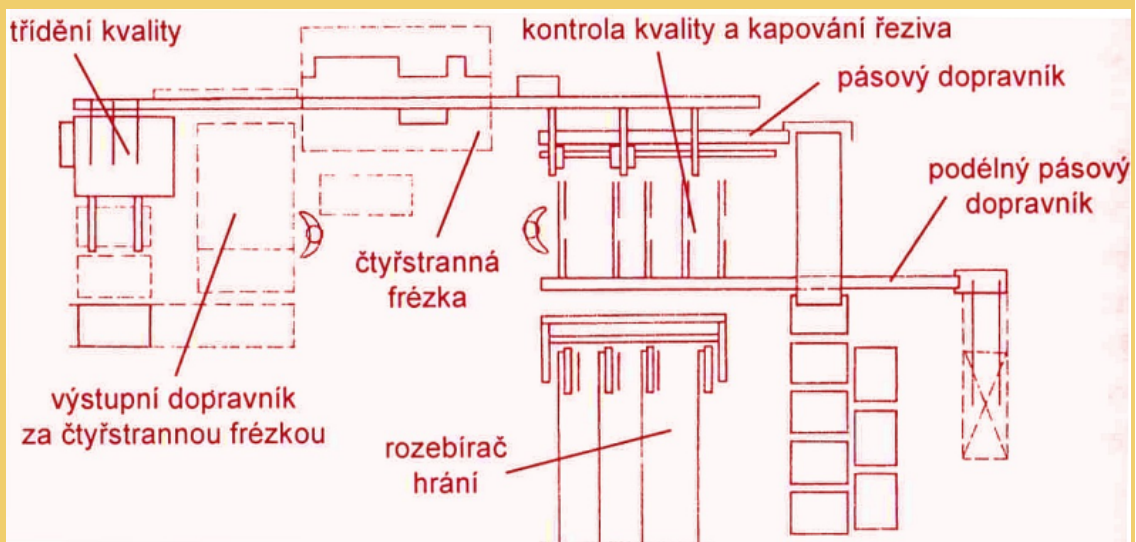 třídění kvality
kontrola kvality a kapování řeziva
pásový dopravník
podélný pásový
dopravník
čtyřstranná
frézka
výstupní dopravník
za čtyřstrannou frézkou
rozebírač
hrání